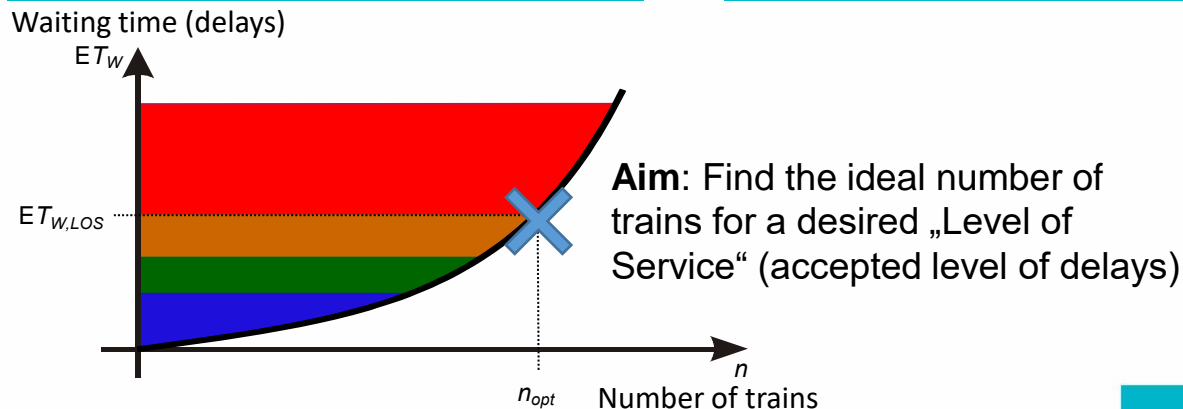 Waiting time (delays)
ET_W
ET_W,LOS
Aim: Find the ideal number of
trains for a desired „Level of
Service“ (accepted level of delays)
n
n_opt
Number of trains